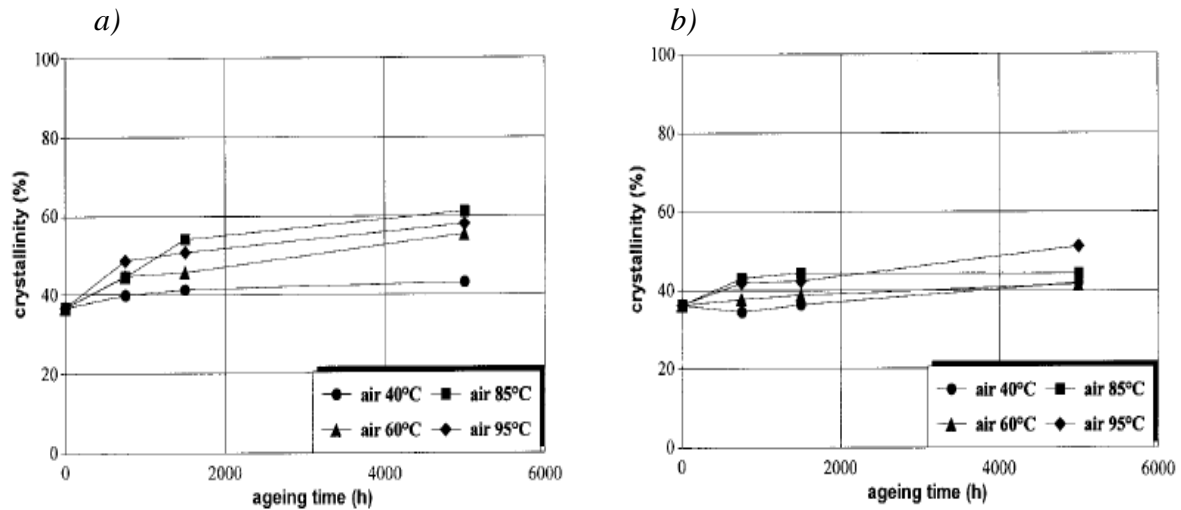 a)
100
80
60
40
20
0
crystallinity (%)
0 2000 4000 6000
ageing time (h)
air 40°C air 85°C
air 60°C air 95°C
b)
100
80
60
40
20
0
crystallinity (%)
0 2000 4000 6000
ageing time (h)
air 40°C air 85°C
air 60°C air 95°C